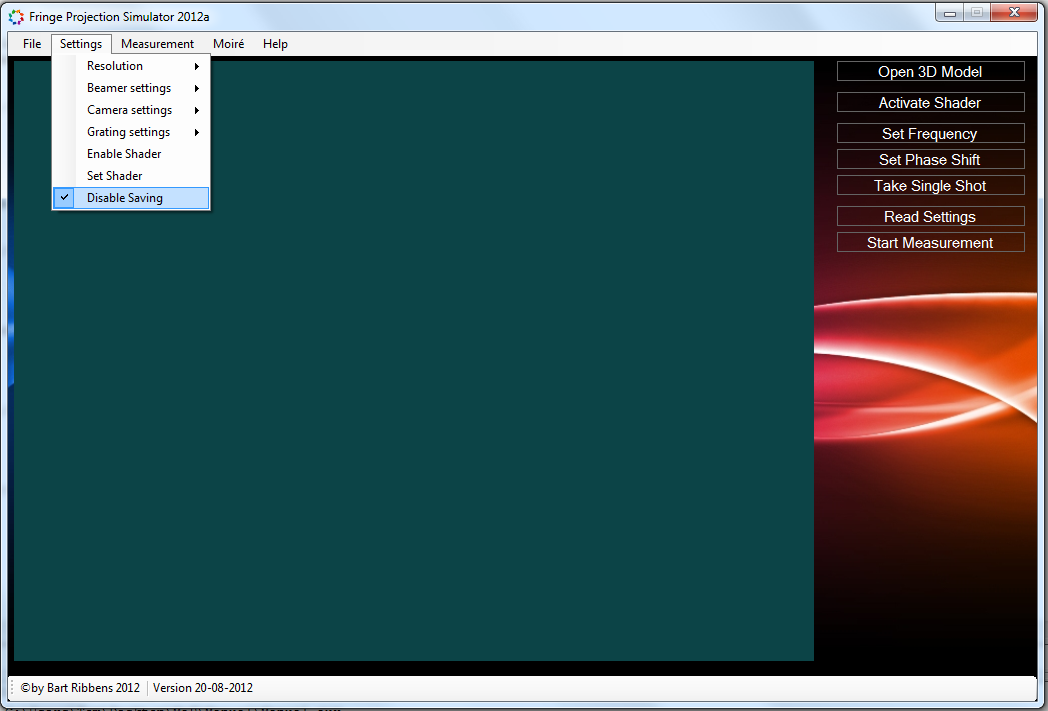 Fringe Projection Simulator 2012a
File Settings Measurement Moiré Help
Resolution
Beamer settings
Camera settings
Grating settings
Enable Shader
Set Shader
Disable Saving
Open 3D Model
Activate Shader
Set Frequency
Set Phase Shift
Take Single Shot
Read Settings
Start Measurement
©by Bart Ribbens 2012 Version 20-08-2012